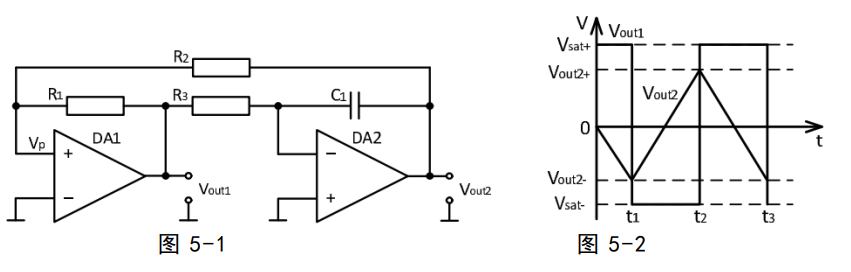 R2
R1
R3
C1
Vp
DA1
DA2
+
−
−
+
Vout1
Vout2
图 5-1
V
Vout1
Vsat+
Vout2+
Vout2
0
t
Vout2-
Vsat-
t1
t2
t3
图 5-2